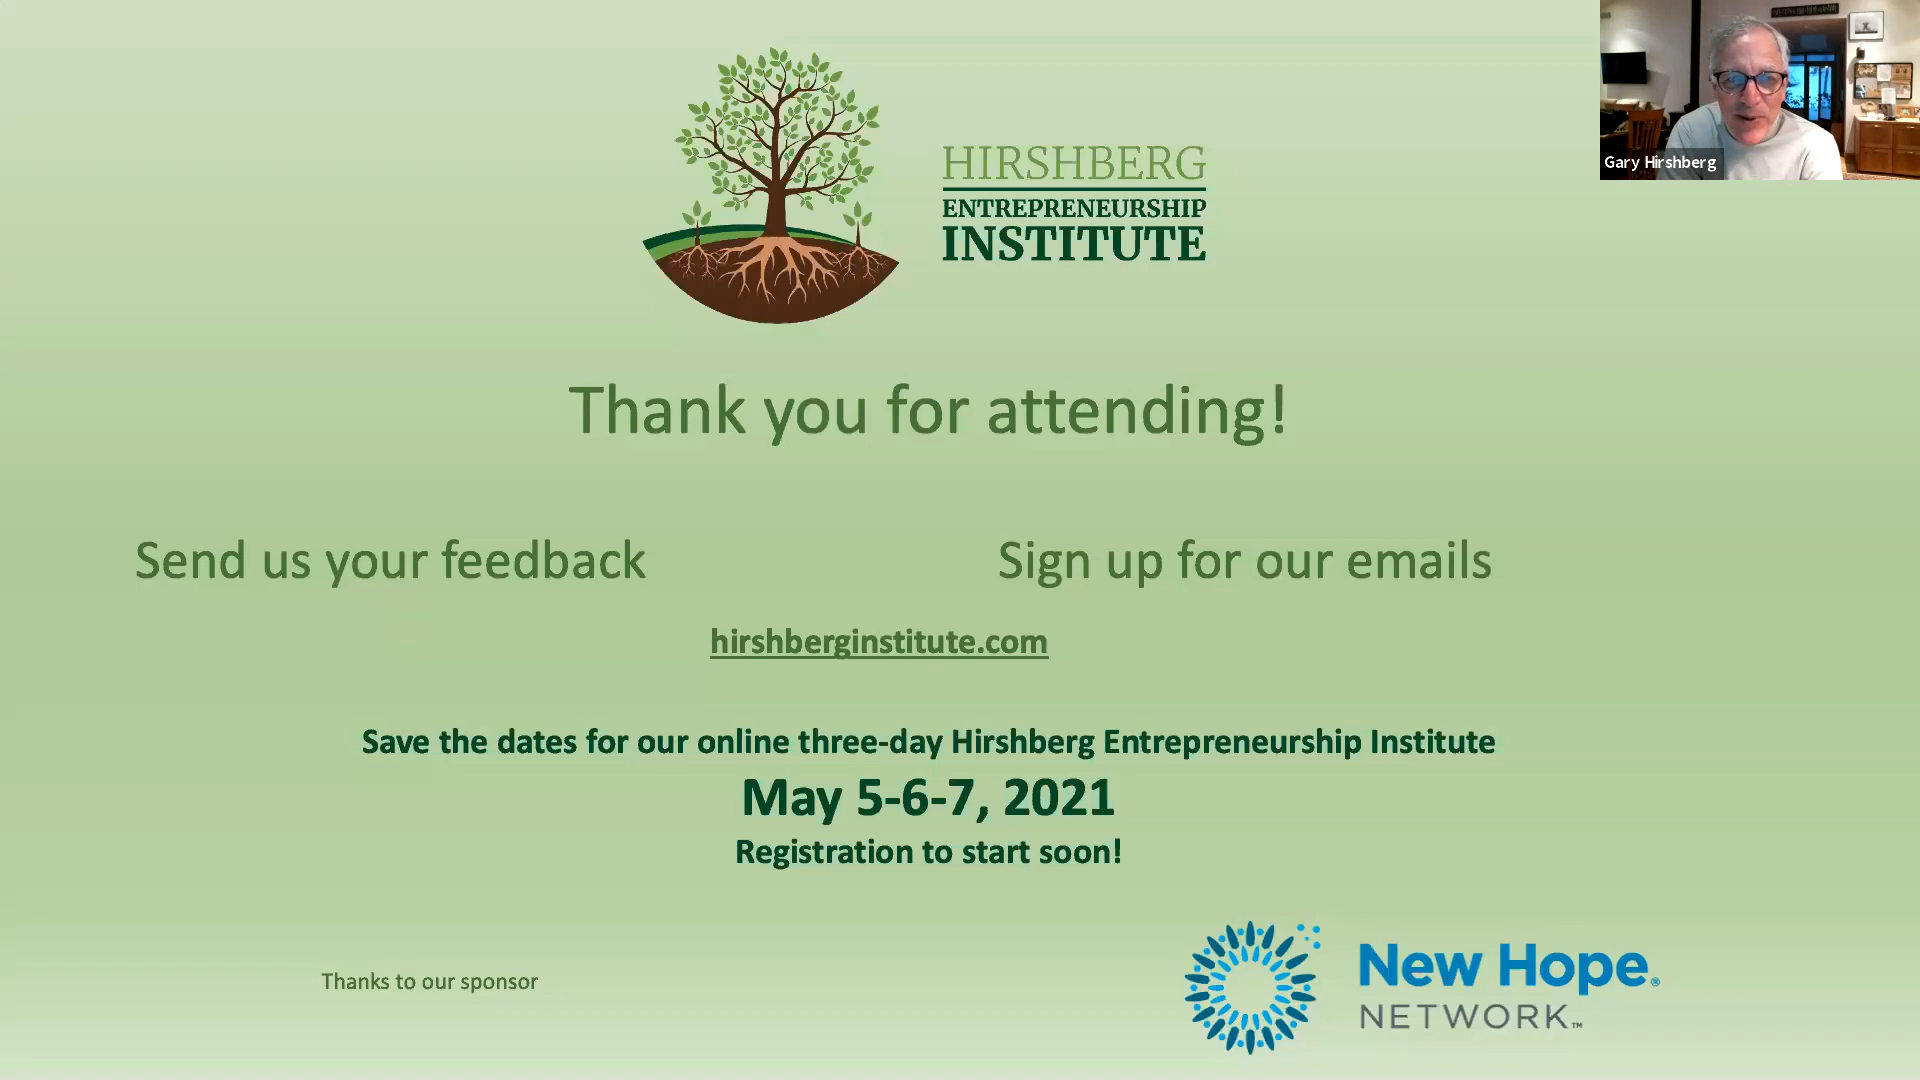 Gary Hirshberg
HIRSHBERG
ENTREPRENEURSHIP
INSTITUTE
Thank you for attending!
Send us your feedback
Sign up for our emails
hirshberginstitute.com
Save the dates for our online three-day Hirshberg Entrepreneurship Institute
May 5-6-7, 2021
Registration to start soon!
Thanks to our sponsor
New Hope®
NETWORK™